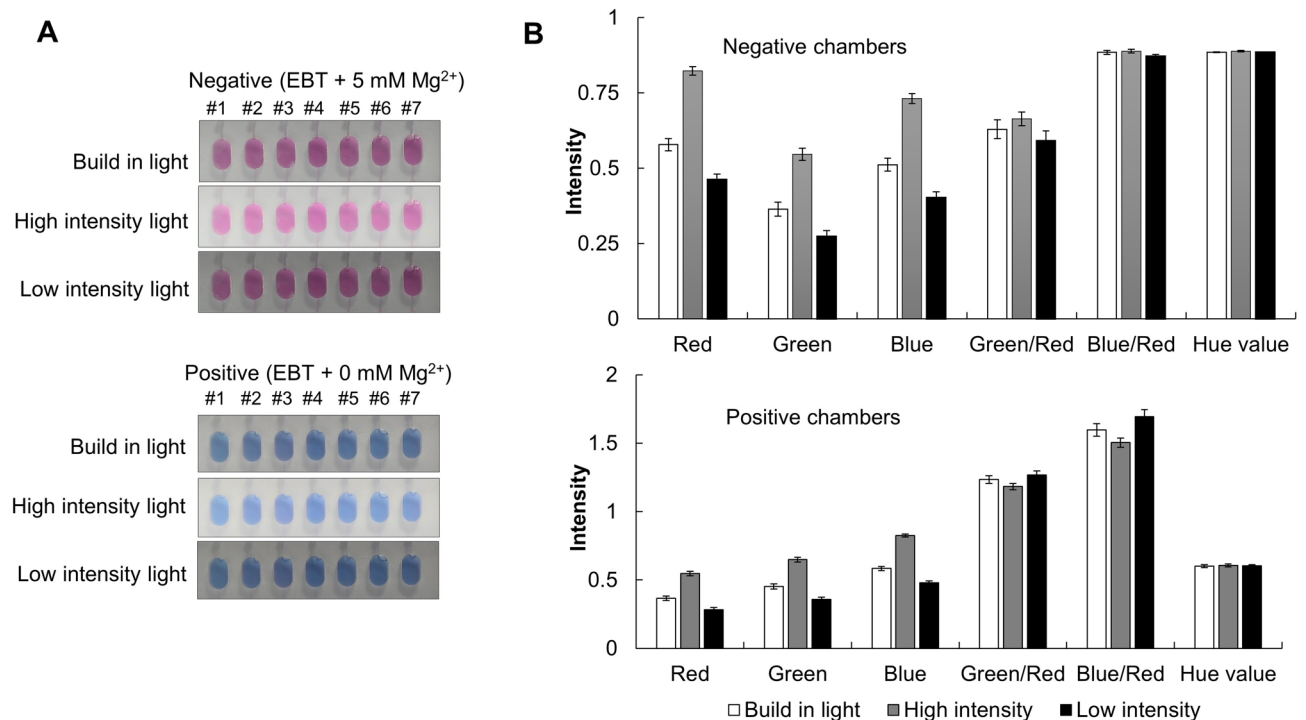 A
Negative (EBT + 5 mM Mg²⁺)
#1 #2 #3 #4 #5 #6 #7
Build in light
High intensity light
Low intensity light
Positive (EBT + 0 mM Mg²⁺)
#1 #2 #3 #4 #5 #6 #7
Build in light
High intensity light
Low intensity light
B
Negative chambers
Intensity
1
0.75
0.5
0.25
0
Red Green Blue Green/Red Blue/Red Hue value
Positive chambers
Intensity
2
1.5
1
0.5
0
Red Green Blue Green/Red Blue/Red Hue value
Build in light High intensity Low intensity